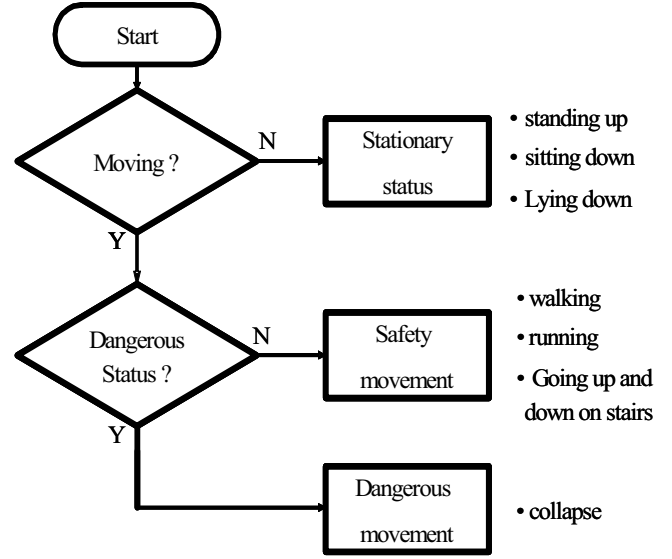 Start
Moving ?
N
Stationary
status
• standing up
• sitting down
• Lying down
Y
Dangerous
Status ?
N
Safety
movement
• walking
• running
• Going up and
down on stairs
Y
Dangerous
movement
• collapse